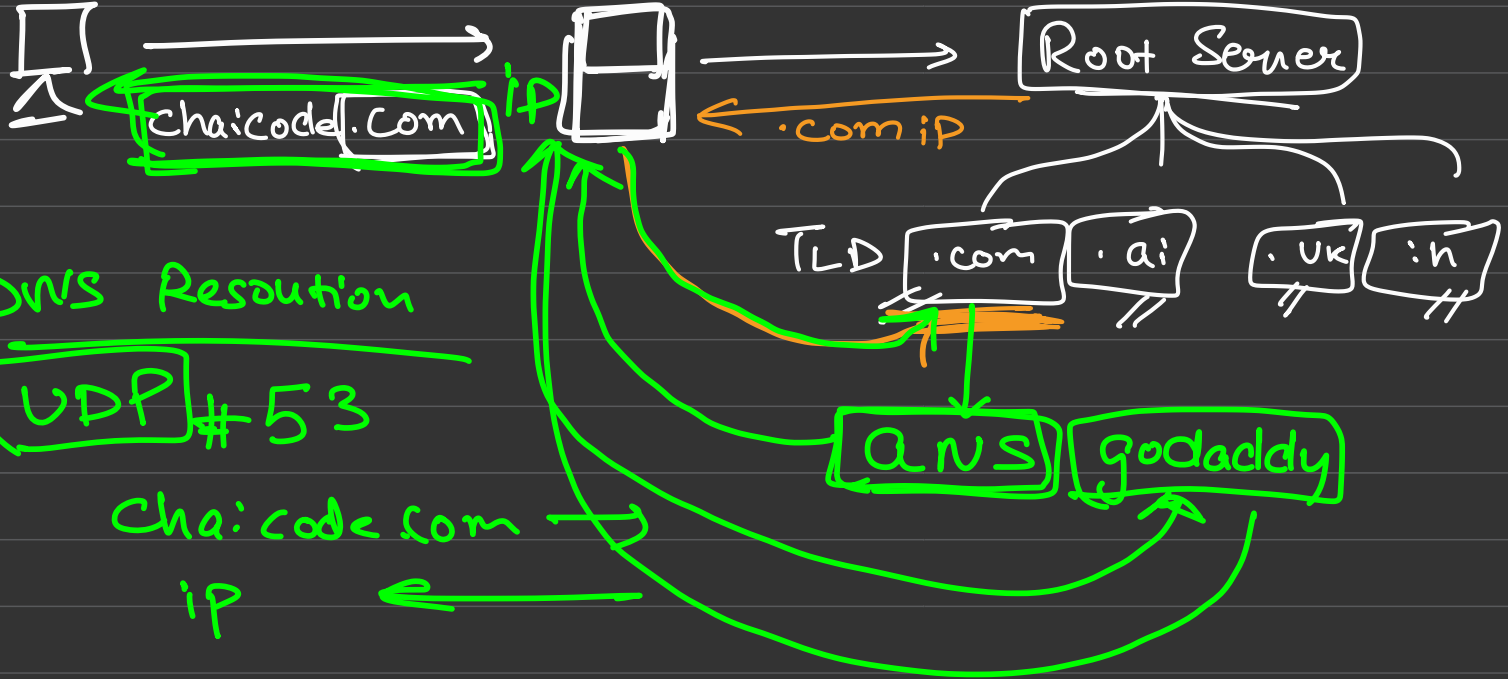 Root Server
chaicode.com
ip
.com ip
TLD
.com
.ai
.uk
.in
DNS Resoution
UDP #53
ans
godaddy
Chaicode.com
ip